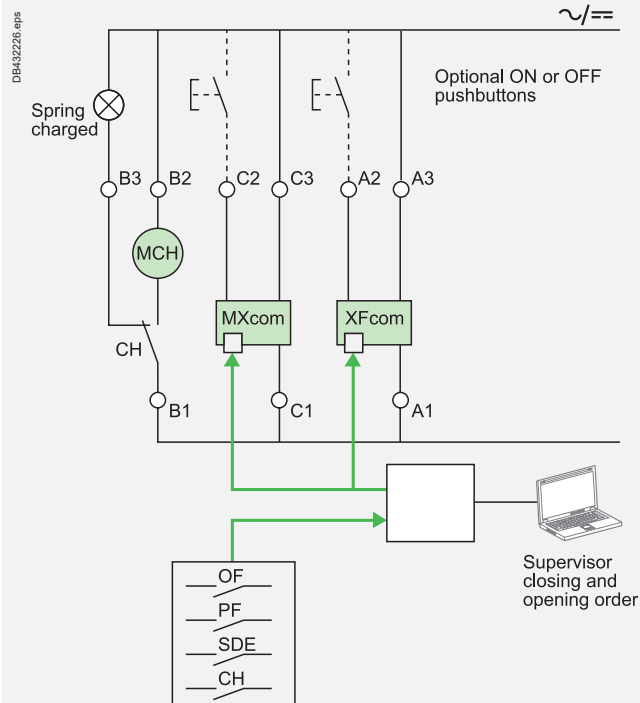 DB432226.eps
∼/⎓
Optional ON or OFF
pushbuttons
Spring
charged
B3
B2
C2
C3
A2
A3
MCH
MXcom
XFcom
CH
B1
C1
A1
Supervisor
closing and
opening order
OF
PF
SDE
CH